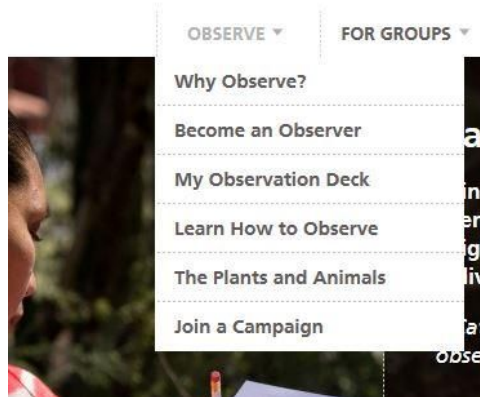 OBSERVE
FOR GROUPS
Why Observe?
Become an Observer
My Observation Deck
Learn How to Observe
The Plants and Animals
Join a Campaign